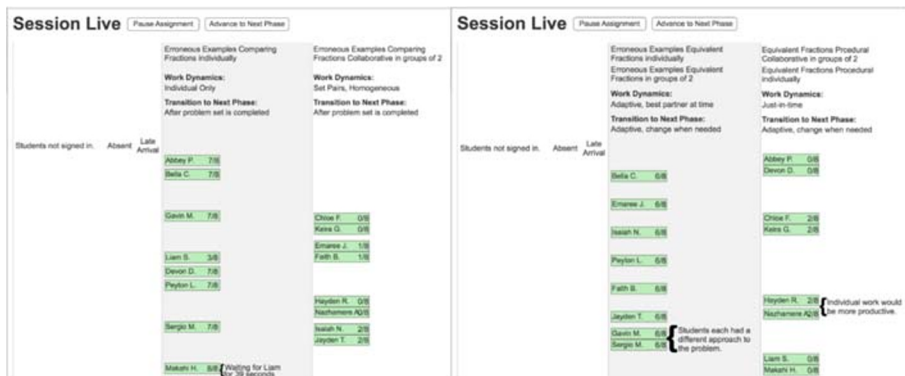 Session Live Pause Assignment Advance to Next Phase
Erroneous Examples Comparing
Fractions individually
Work Dynamics:
Individual Only
Transition to Next Phase:
After problem set is completed
Erroneous Examples Comparing
Fractions Collaborative in groups of 2
Work Dynamics:
Set Pairs, Homogeneous
Transition to Next Phase:
After problem set is completed
Students not signed in. Absent Late
Arrival
Abbey P. 7/8
Bella C. 7/8
Gavin M. 7/8
Liam S. 3/8
Devon D. 7/8
Peyton L. 7/8
Sergio M. 7/8
Makahi H. 8/8
Waiting for Liam
for 39 seconds
Chloe F. 0/8
Keira G. 0/8
Emaree J. 1/8
Faith B. 1/8
Hayden R. 0/8
Nazhemere A 0/8
Isaiah N. 2/8
Jayden T. 2/8
Session Live Pause Assignment Advance to Next Phase
Erroneous Examples Equivalent
Fractions individually
Erroneous Examples Equivalent
Fractions in groups of 2
Work Dynamics:
Adaptive, best partner at time
Transition to Next Phase:
Adaptive, change when needed
Equivalent Fractions Prcedural
Collaborative in groups of 2
Equivalent Fractions Procedural
individually
Work Dynamics:
Just-in-time
Transition to Next Phase:
Adaptive, change when needed
Students not signed in. Absent Late
Arrival
Bella C. 6/8
Emaree J. 6/8
Isaiah N. 6/8
Peyton L. 6/8
Faith B. 6/8
Jayden T. 6/8
Gavin M. 6/8
Sergio M. 6/8
Students each had a
different approach to
the problem.
Abbey P. 0/8
Devon D. 0/8
Chloe F. 2/8
Keira G. 2/8
Hayden R. 2/8
Nazhemere A 2/8
Individual work would
be more productive.
Liam S. 0/8
Makahi H. 0/8